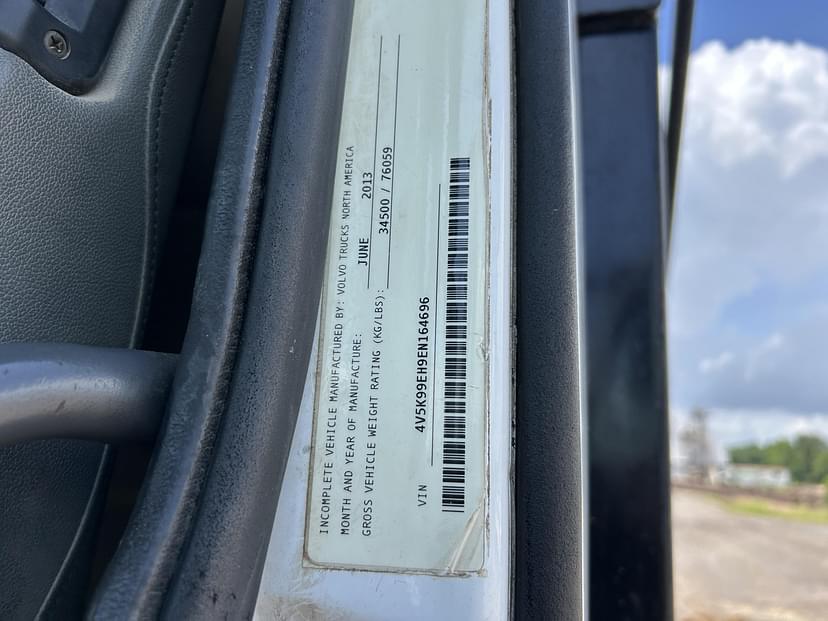 INCOMPLETE VEHICLE MANUFACTURED BY: VOLVO TRUCKS NORTH AMERICA
MONTH AND YEAR OF MANUFACTURE: JUNE 2013
GROSS VEHICLE WEIGHT RATING (KG/LBS): 34500 / 76059
VIN 4V5K99EH9EN164696